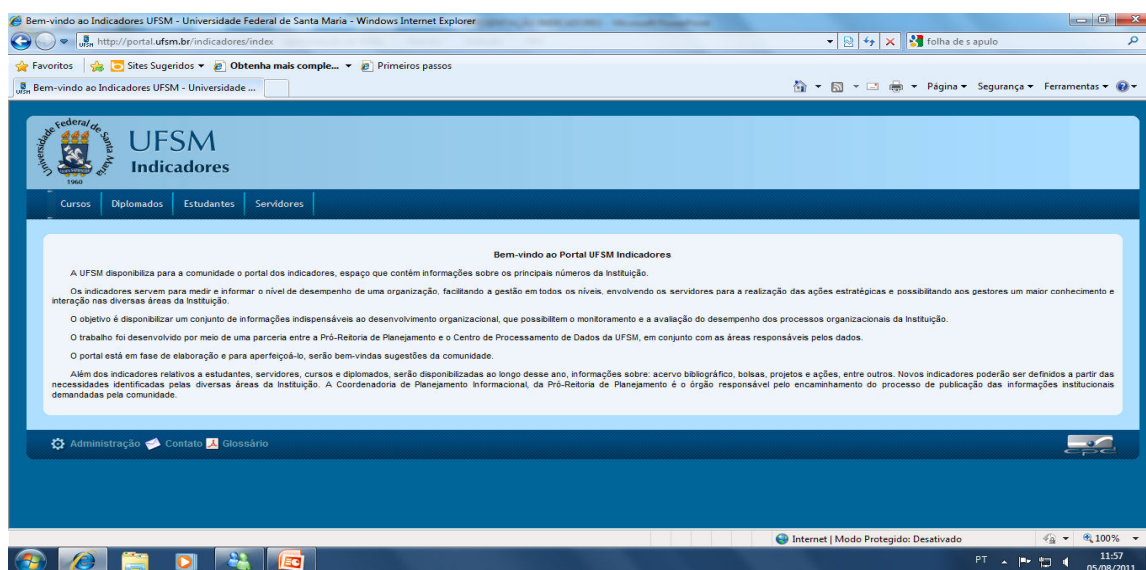 Bem-vindo ao Indicadores UFSM - Universidade Federal de Santa Maria - Windows Internet Explorer
http://portal.ufsm.br/indicadores/index
folha de s apulo
Favoritos Sites Sugeridos Obtenha mais comple... Primeiros passos
Bem-vindo ao Indicadores UFSM - Universidade ... Página Segurança Ferramentas
Universidade Federal de Santa Maria
1960
UFSM
Indicadores
Cursos Diplomados Estudantes Servidores
Bem-vindo ao Portal UFSM Indicadores
A UFSM disponibiliza para a comunidade o portal dos indicadores, espaço que contém informações sobre os principais números da Instituição.
Os indicadores servem para medir e informar o nível de desempenho de uma organização, facilitando a gestão em todos os níveis, envolvendo os servidores para a realização das ações estratégicas e possibilitando aos gestores um maior conhecimento e
interação nas diversas áreas da Instituição.
O objetivo é disponibilizar um conjunto de informações indispensáveis ao desenvolvimento organizacional, que possibilitem o monitoramento e a avaliação do desempenho dos processos organizacionais da Instituição.
O trabalho foi desenvolvido por meio de uma parceria entre a Pró-Reitoria de Planejamento e o Centro de Processamento de Dados da UFSM, em conjunto com as áreas responsáveis pelos dados.
O portal está em fase de elaboração e para aperfeiçoá-lo, serão bem-vindas sugestões da comunidade.
Além dos indicadores relativos a estudantes, servidores, cursos e diplomados, serão disponibilizadas ao longo desse ano, informações sobre: acervo bibliográfico, bolsas, projetos e ações, entre outros. Novos indicadores poderão ser definidos a partir das
necessidades identificadas pelas diversas áreas da Instituição. A Coordenadoria de Planejamento Informacional, da Pró-Reitoria de Planejamento é o órgão responsável pelo encaminhamento do processo de publicação das informações institucionais
demandadas pela comunidade.
Administração Contato Glossário
cpd
Internet | Modo Protegido: Desativado 100%
PT 11:57
05/08/2011